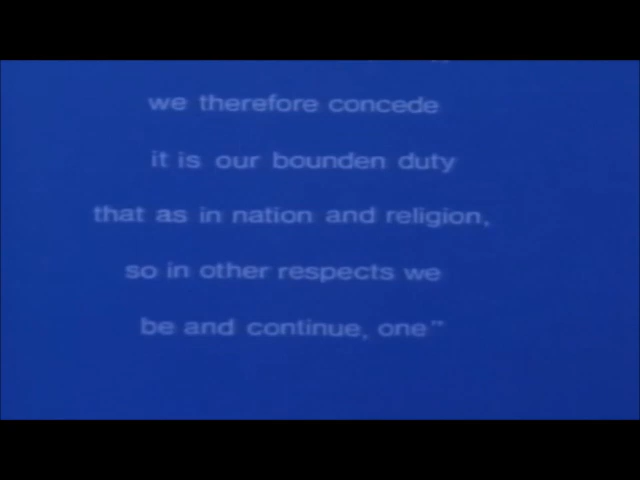 we therefore concede
it is our bounden duty
that as in nation and religion,
so in other respects we
be and continue, one"